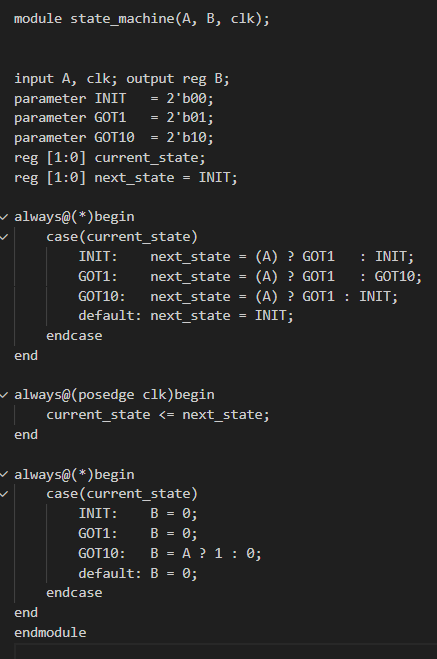 module state_machine(A, B, clk);
input A, clk; output reg B;
parameter INIT   = 2'b00;
parameter GOT1   = 2'b01;
parameter GOT10  = 2'b10;
reg [1:0] current_state;
reg [1:0] next_state = INIT;
always@(*)begin
    case(current_state)
        INIT:    next_state = (A) ? GOT1   : INIT;
        GOT1:    next_state = (A) ? GOT1   : GOT10;
        GOT10:   next_state = (A) ? GOT1 : INIT;
        default: next_state = INIT;
    endcase
end
always@(posedge clk)begin
    current_state <= next_state;
end
always@(*)begin
    case(current_state)
        INIT:    B = 0;
        GOT1:    B = 0;
        GOT10:   B = A ? 1 : 0;
        default: B = 0;
    endcase
end
endmodule